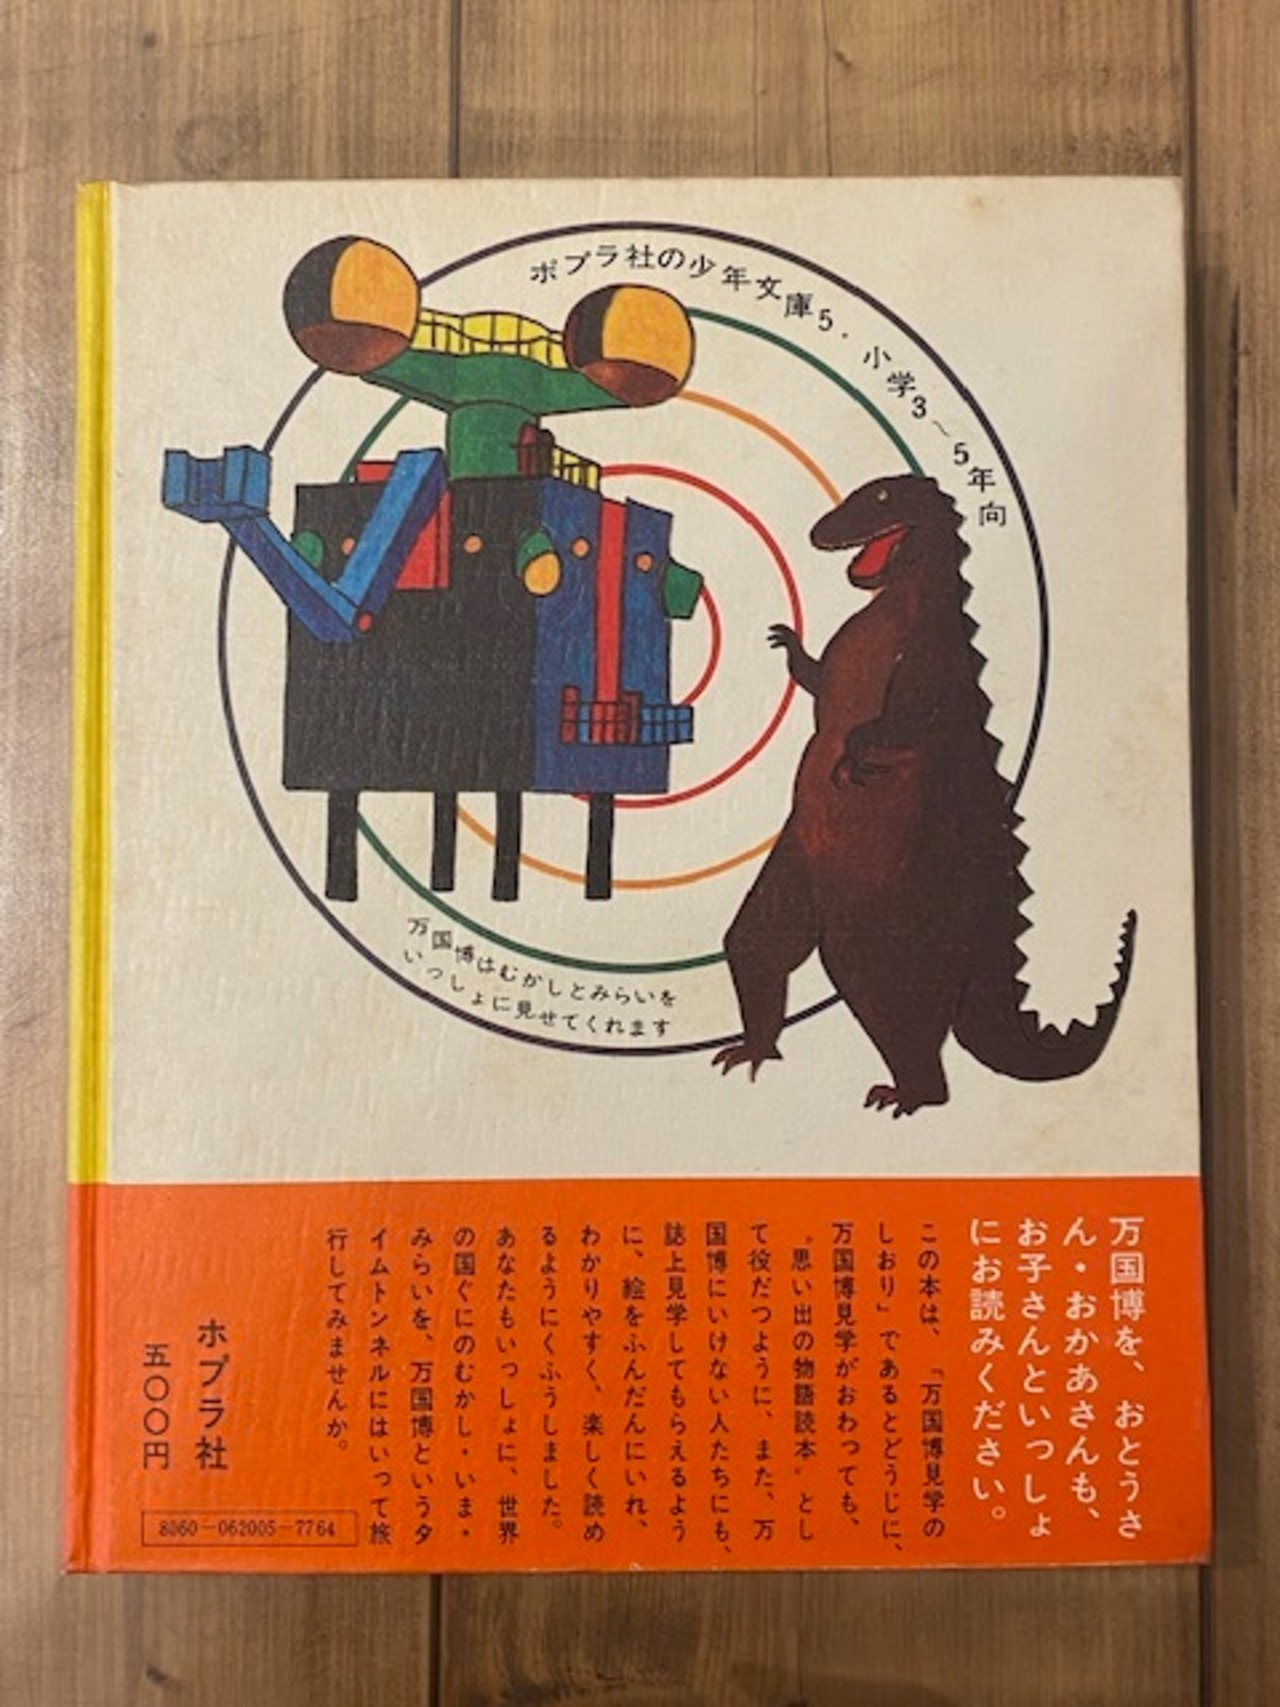 ポプラ社の少年文庫5・小学3〜5年向
万国博はむかしとみらいを
いっしょに見せてくれます
万国博を、おとうさ
ん・おかあさんも、
お子さんといっしょ
にお読みください。
この本は、「万国博見学の
しおり」であるとどうじに、
万国博見学がおわっても、
〝思い出の物語読本〟とし
て役だつように、また、万
国博にいけない人たちにも、
誌上見学してもらえるよう
に、絵をふんだんにいれ、
わかりやすく、楽しく読め
るようにくふうしました。
あなたもいっしょに、世界
の国ぐにのむかし・いま・
みらいを、万国博というタ
イムトンネルにはいって旅
行してみませんか。
ポプラ社
五〇〇円
8060-062005-7764